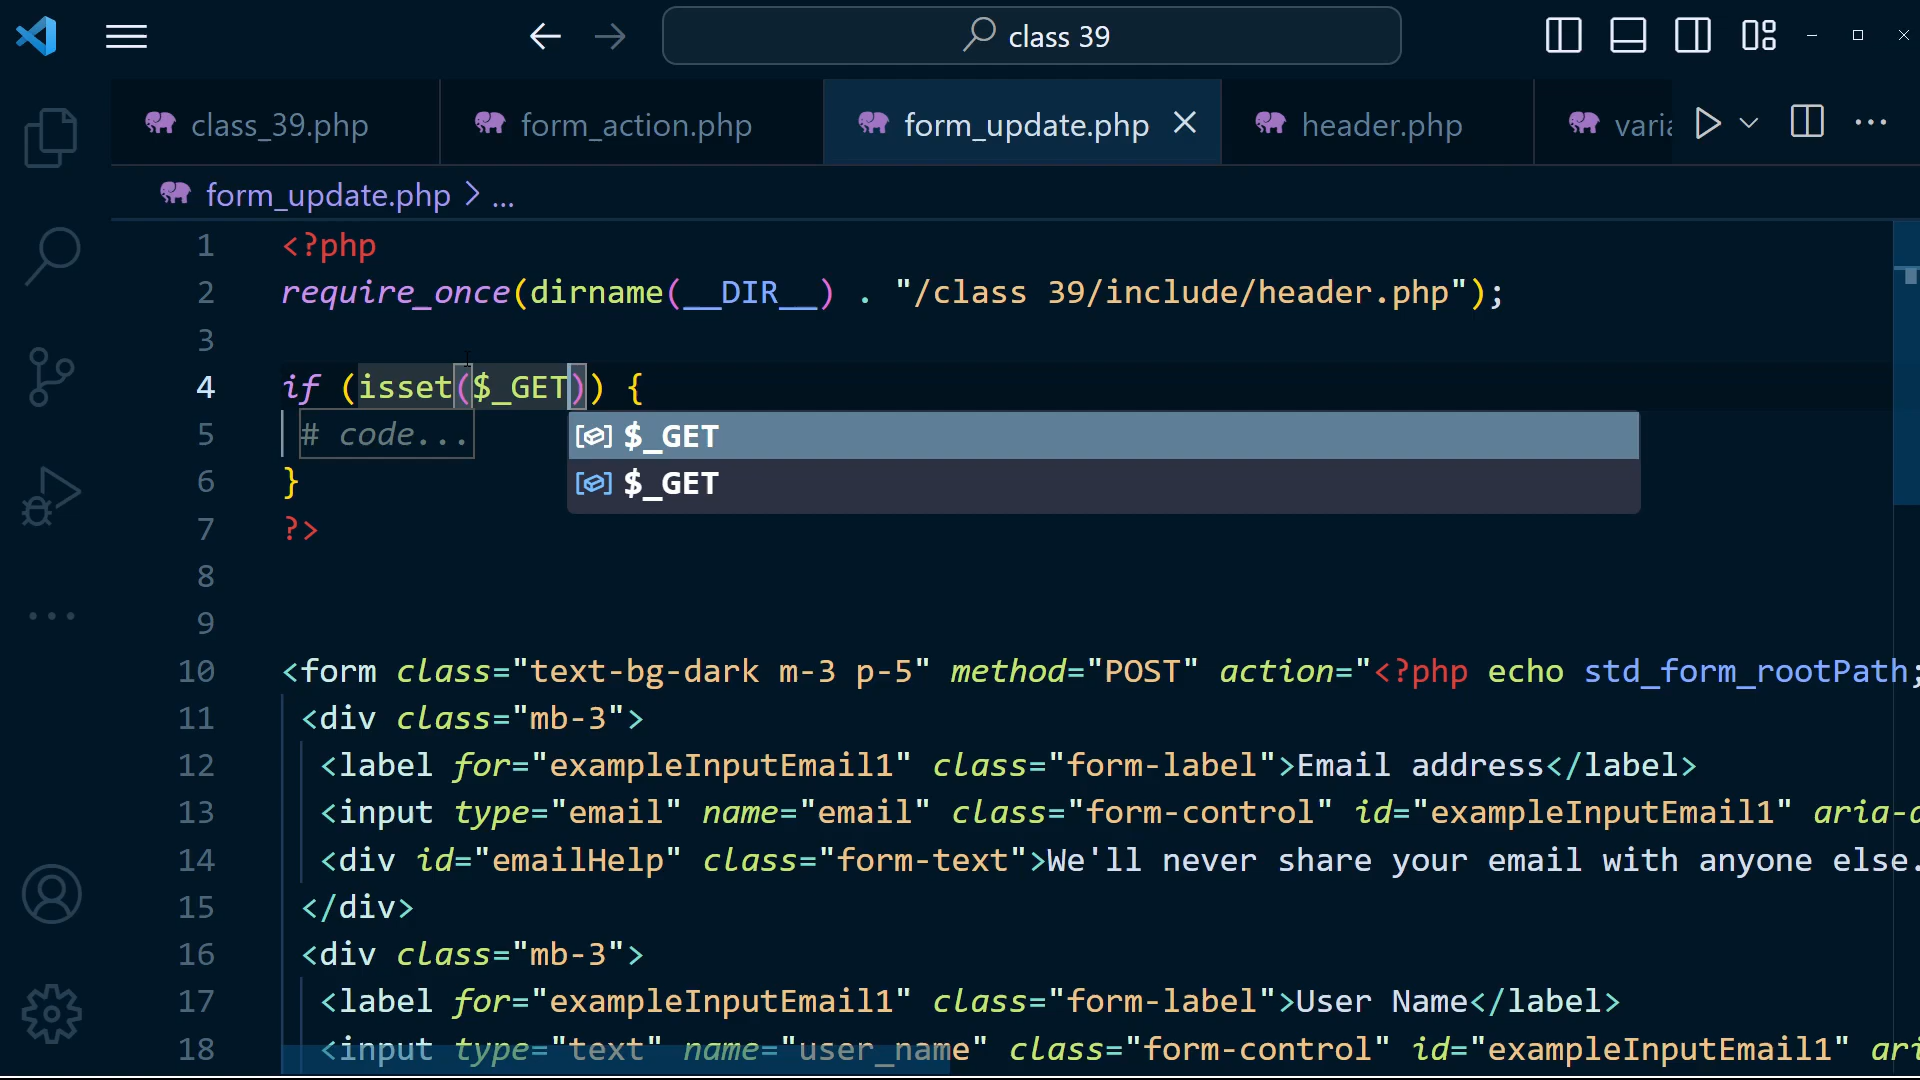 class 39
class_39.php
form_action.php
form_update.php
header.php
varia
form_update.php > ...
1 <?php
2 require_once(dirname(__DIR__) . "/class 39/include/header.php");
3
4 if (isset($_GET)) {
5 # code...
$_GET
6 }
$_GET
7 ?>
8
9
10 <form class="text-bg-dark m-3 p-5" method="POST" action="<?php echo std_form_rootPath;
11 <div class="mb-3">
12 <label for="exampleInputEmail1" class="form-label">Email address</label>
13 <input type="email" name="email" class="form-control" id="exampleInputEmail1" aria-d
14 <div id="emailHelp" class="form-text">We'll never share your email with anyone else.
15 </div>
16 <div class="mb-3">
17 <label for="exampleInputEmail1" class="form-label">User Name</label>
18 <input type="text" name="user_name" class="form-control" id="exampleInputEmail1" ari